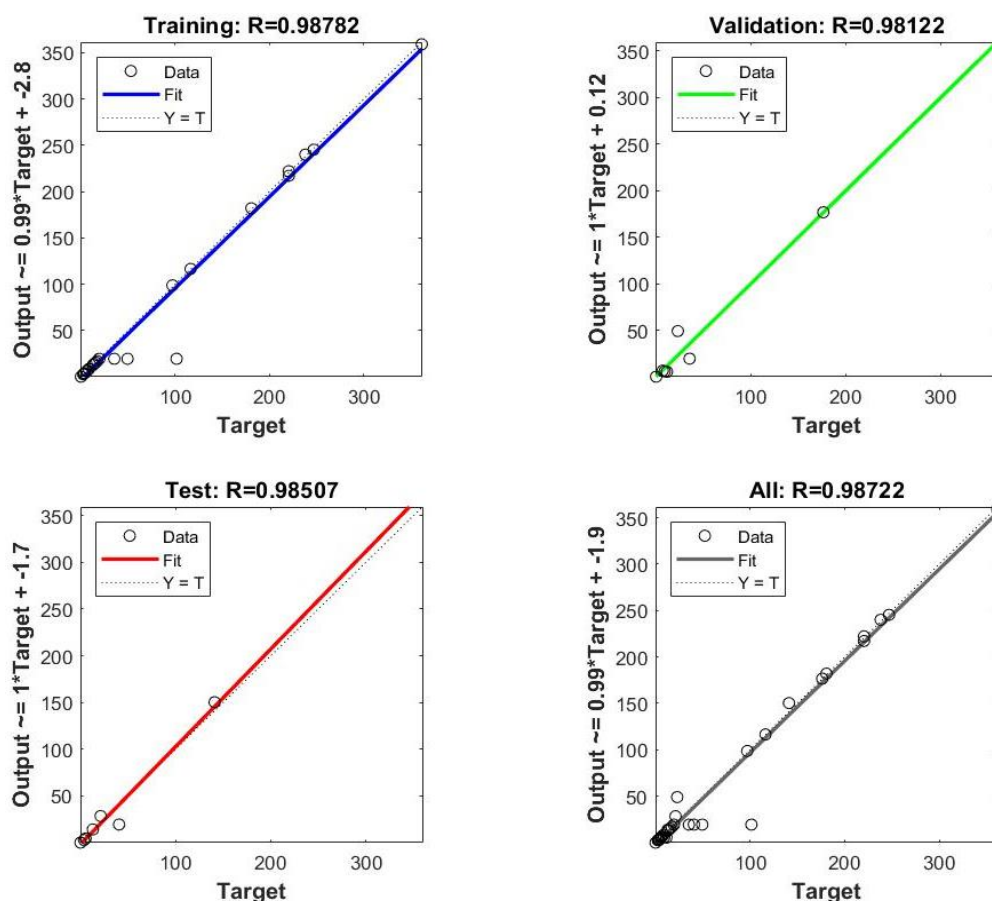 Training: R=0.98782
Output ~= 0.99*Target + -2.8
350
300
250
200
150
100
50
Data
Fit
Y = T
100 200 300
Target
Validation: R=0.98122
Output ~= 1*Target + 0.12
350
300
250
200
150
100
50
Data
Fit
Y = T
100 200 300
Target
Test: R=0.98507
Output ~= 1*Target + -1.7
350
300
250
200
150
100
50
0
Data
Fit
Y = T
0 100 200 300
Target
All: R=0.98722
Output ~= 0.99*Target + -1.9
350
300
250
200
150
100
50
0
Data
Fit
Y = T
0 100 200 300
Target